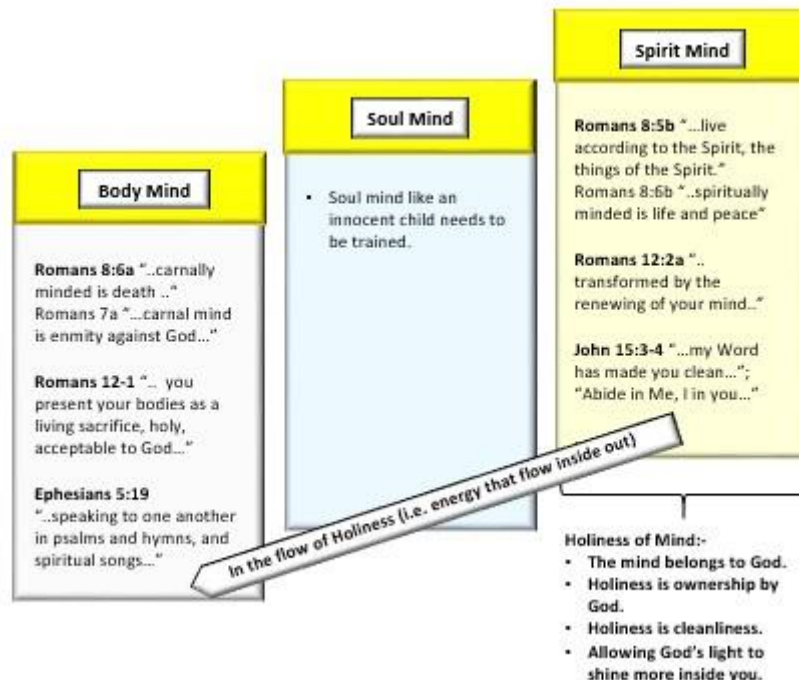 Body Mind
Romans 8:6a “..carnally
minded is death ..”
Romans 7a “...carnal mind
is enmity against God...”
Romans 12-1 “.. you
present your bodies as a
living sacrifice, holy,
acceptable to God...”
Ephesians 5:19
“..speaking to one another
in psalms and hymns, and
spiritual songs...”
Soul Mind
• Soul mind like an
innocent child needs to
be trained.
Spirit Mind
Romans 8:5b “...live
according to the Spirit, the
things of the Spirit.”
Romans 8:6b “..spiritually
minded is life and peace”
Romans 12:2a “..
transformed by the
renewing of your mind..”
John 15:3-4 “...my Word
has made you clean...”;
“Abide in Me, I in you...”
In the flow of Holiness (i.e. energy that flow inside out)
Holiness of Mind:-
• The mind belongs to God.
• Holiness is ownership by
God.
• Holiness is cleanliness.
• Allowing God’s light to
shine more inside you.